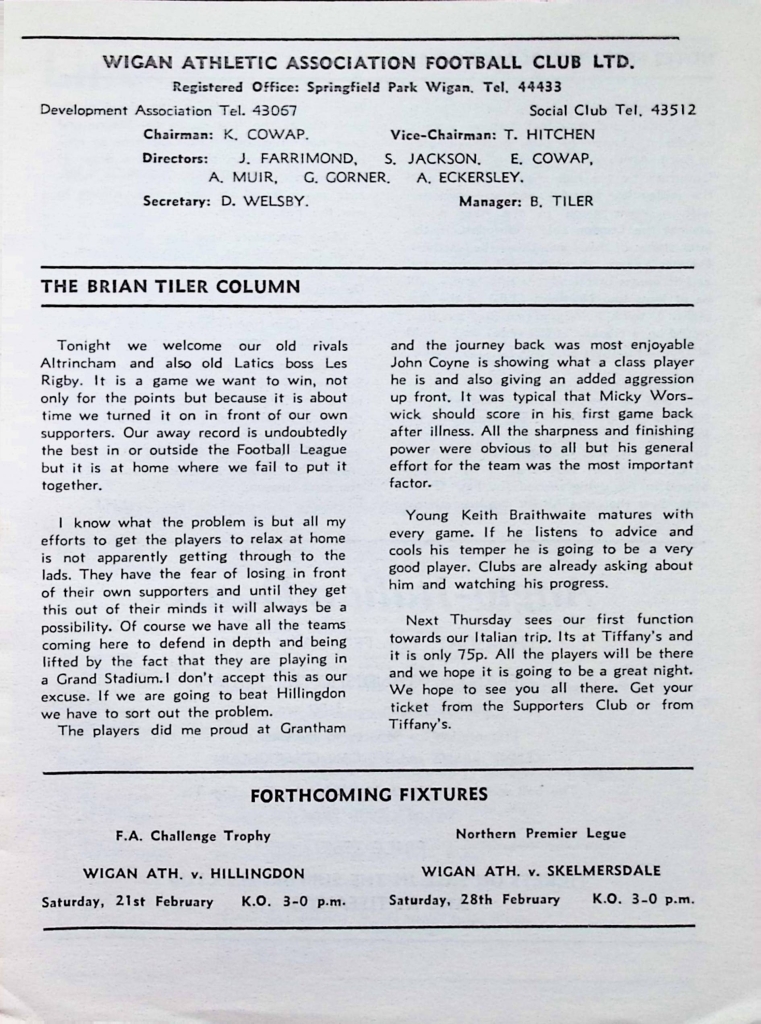 WIGAN ATHLETIC ASSOCIATION FOOTBALL CLUB LTD.
Registered Office: Springfield Park Wigan. Tel. 44433
Development Association Tel. 43067 Social Club Tel. 43512
Chairman: K. COWAP. Vice-Chairman: T. HITCHEN
Directors: J. FARRIMOND, S. JACKSON. E. COWAP,
A. MUIR, G. GORNER. A. ECKERSLEY.
Secretary: D. WELSBY. Manager: B. TILER
THE BRIAN TILER COLUMN
Tonight we welcome our old rivals
Altrincham and also old Latics boss Les
Rigby. It is a game we want to win, not
only for the points but because it is about
time we turned it on in front of our own
supporters. Our away record is undoubtedly
the best in or outside the Football League
but it is at home where we fail to put it
together.
I know what the problem is but all my
efforts to get the players to relax at home
is not apparently getting through to the
lads. They have the fear of losing in front
of their own supporters and until they get
this out of their minds it will always be a
possibility. Of course we have all the teams
coming here to defend in depth and being
lifted by the fact that they are playing in
a Grand Stadium. I don't accept this as our
excuse. If we are going to beat Hillingdon
we have to sort out the problem.
The players did me proud at Grantham
and the journey back was most enjoyable
John Coyne is showing what a class player
he is and also giving an added aggression
up front. It was typical that Micky Wors-
wick should score in his first game back
after illness. All the sharpness and finishing
power were obvious to all but his general
effort for the team was the most important
factor.
Young Keith Braithwaite matures with
every game. If he listens to advice and
cools his temper he is going to be a very
good player. Clubs are already asking about
him and watching his progress.
Next Thursday sees our first function
towards our Italian trip. Its at Tiffany's and
it is only 75p. All the players will be there
and we hope it is going to be a great night.
We hope to see you all there. Get your
ticket from the Supporters Club or from
Tiffany's.
FORTHCOMING FIXTURES
F.A. Challenge Trophy
WIGAN ATH. v. HILLINGDON
Saturday, 21st February K.O. 3-0 p.m.
Northern Premier Legue
WIGAN ATH. v. SKELMERSDALE
Saturday, 28th February K.O. 3-0 p.m.